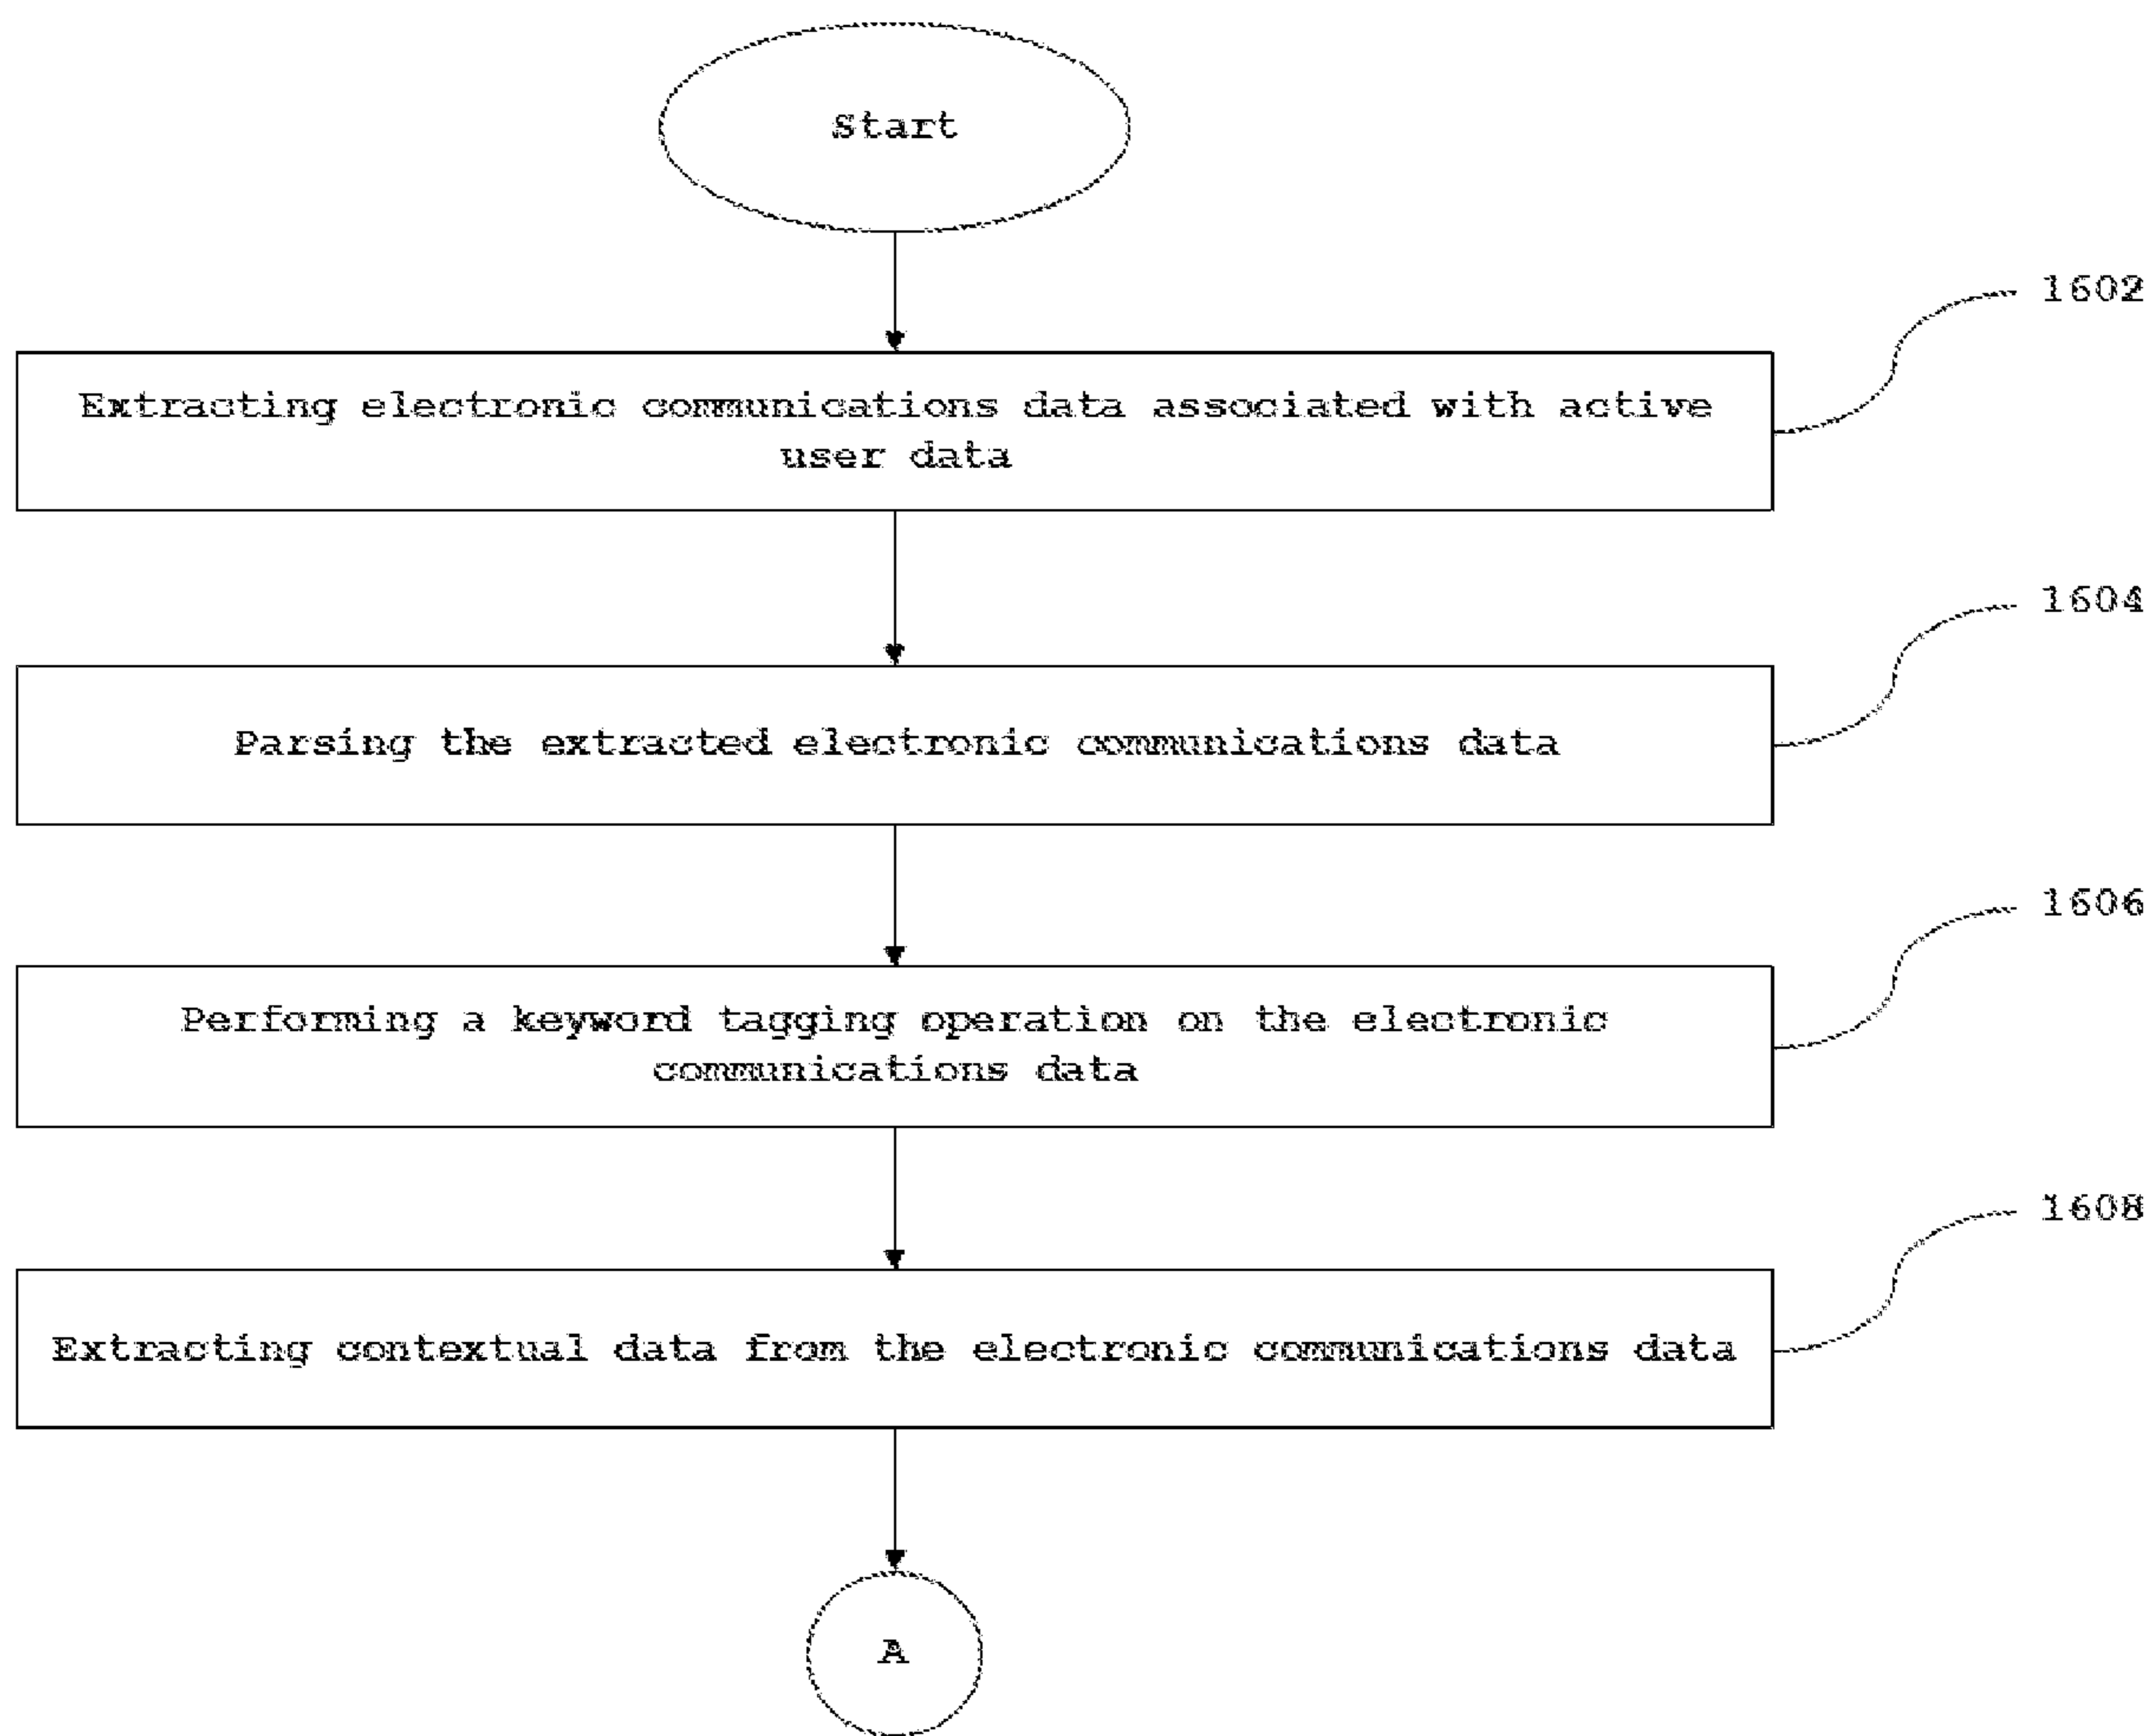 Start
1602
Extracting electronic communications data associated with active
user data
1604
Parsing the extracted electronic communications data
1606
Performing a keyword tagging operation on the electronic
communications data
1608
Extracting contextual data from the electronic communications data
A